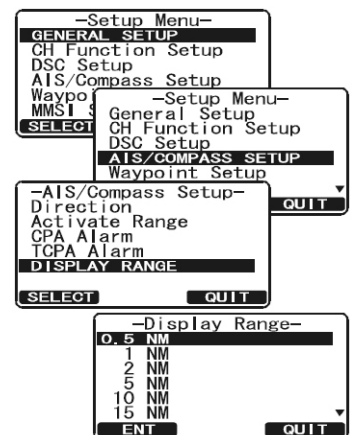 —Setup Menu—
GENERAL SETUP
CH Function Setup
DSC Setup
AIS/Compass Setup
MMSI
SELECT
—Setup Menu—
General Setup
CH Function Setup
DSC Setup
AIS/COMPASS SETUP
Waypoint Setup
QUIT
—AIS/Compass Setup—
Direction
Activate Range
CPA Alarm
TCPA Alarm
DISPLAY RANGE
SELECT QUIT
—Display Range—
0.5 NM
1 NM
2 NM
5 NM
10 NM
15 NM
ENT QUIT